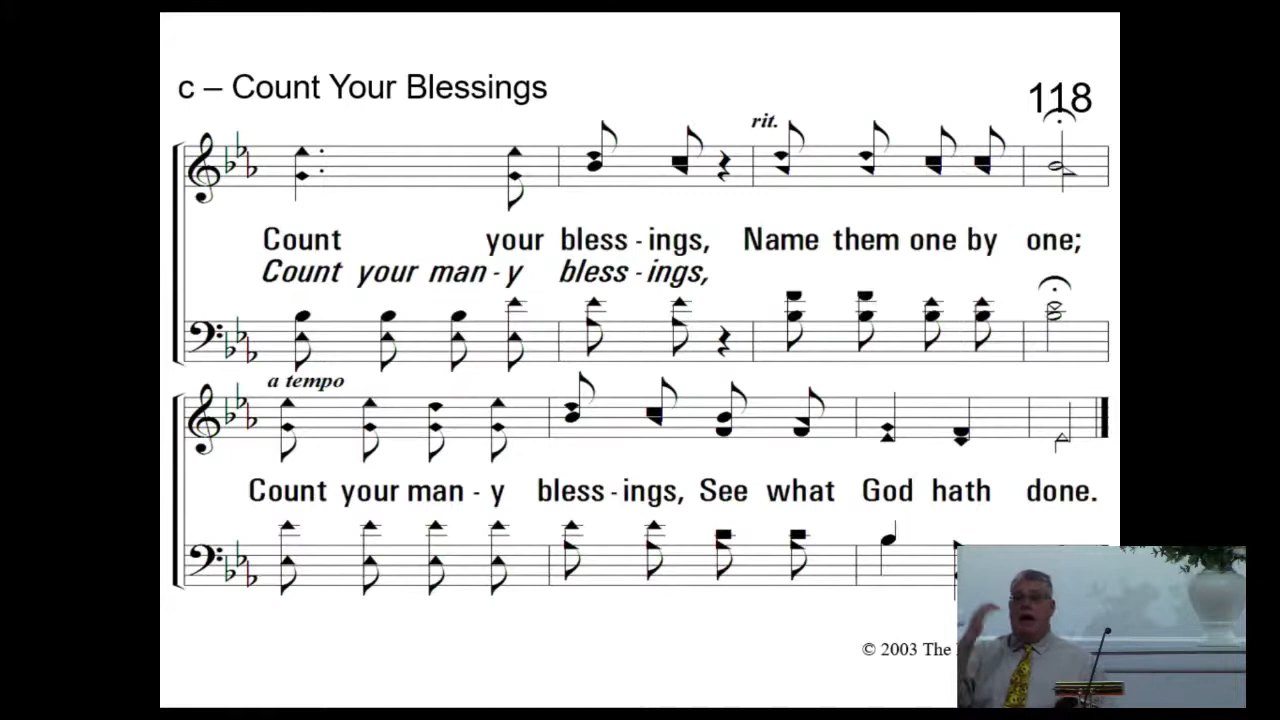 c – Count Your Blessings
118
rit.
Count your bless - ings, Name them one by one;
Count your man - y bless - ings,
a tempo
Count your man - y bless - ings, See what God hath done.
© 2003 The